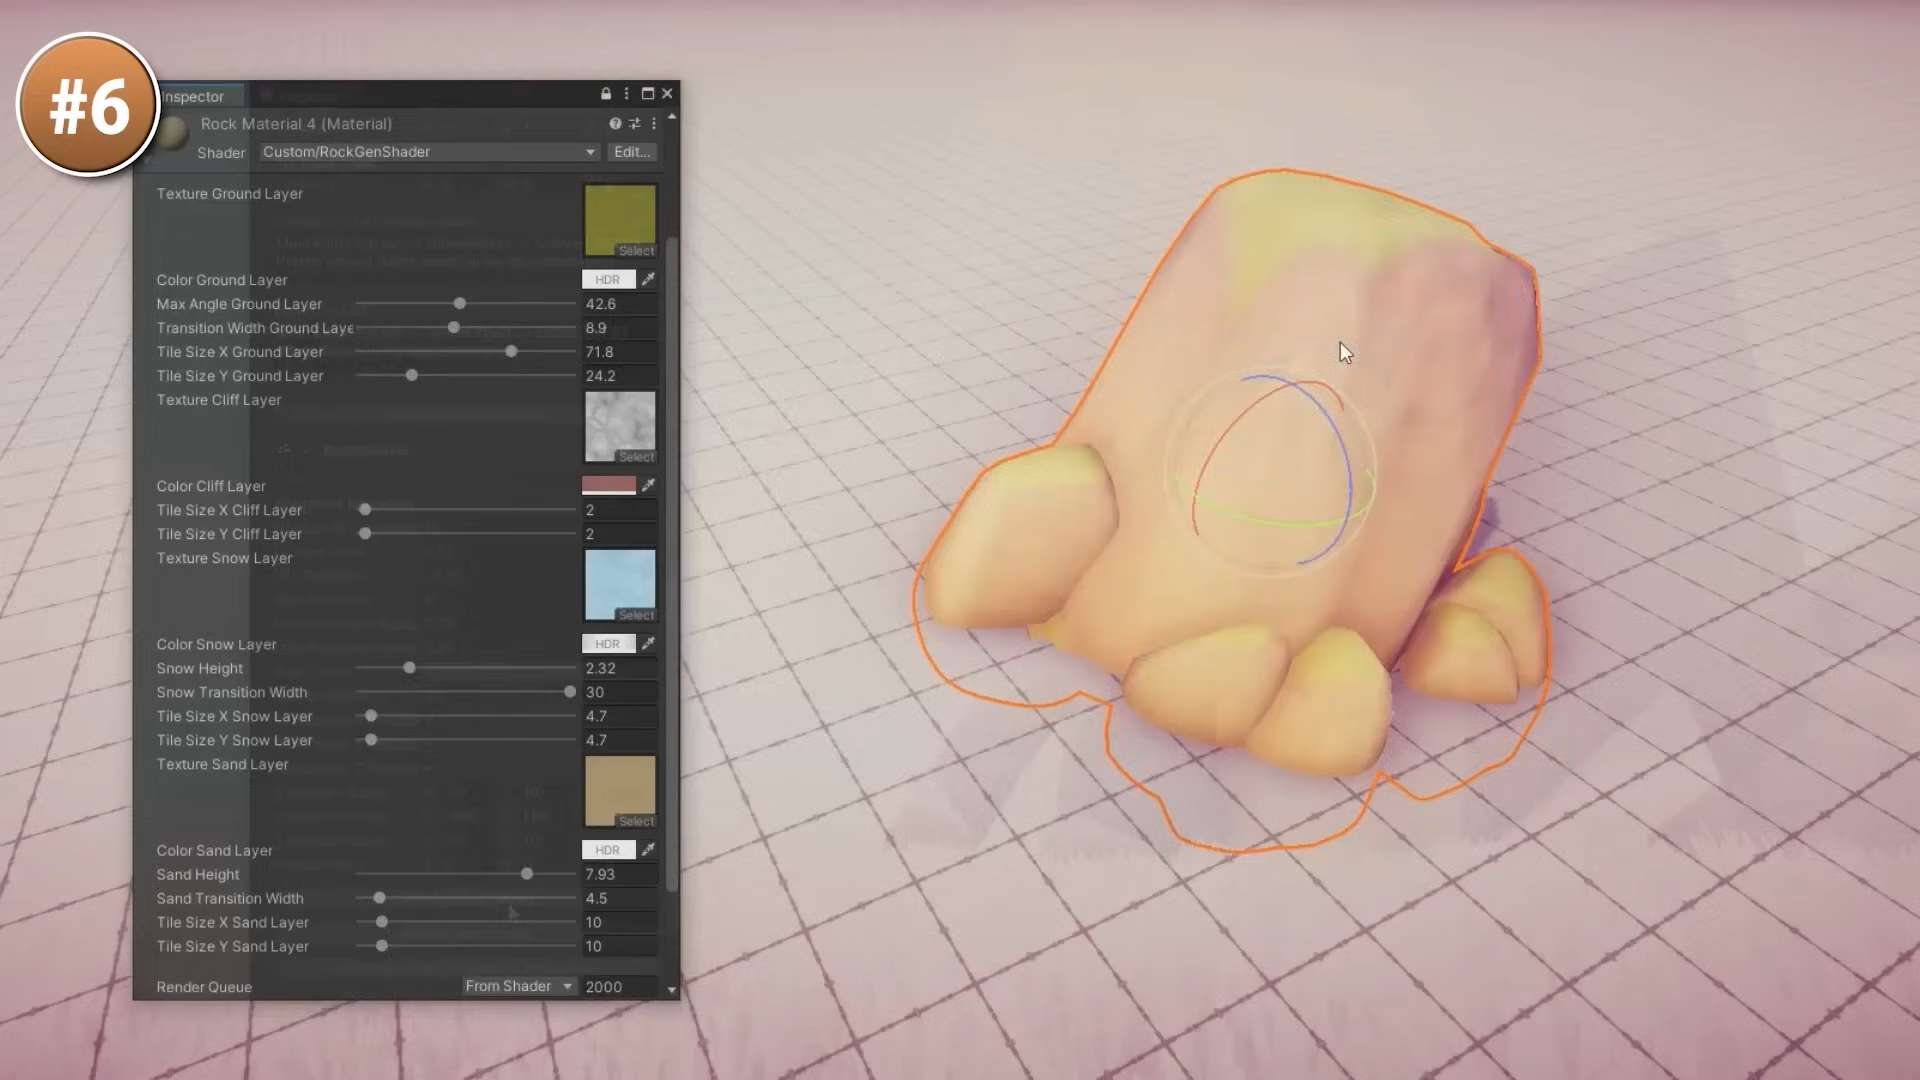 #6
Inspector
Rock Material 4 (Material)
Shader Custom/RockGenShader Edit...
Texture Ground Layer
Select
Color Ground Layer HDR
Max Angle Ground Layer 42.6
Transition Width Ground Laye 8.9
Tile Size X Ground Layer 71.8
Tile Size Y Ground Layer 24.2
Texture Cliff Layer
Select
Color Cliff Layer
Tile Size X Cliff Layer 2
Tile Size Y Cliff Layer 2
Texture Snow Layer
Select
Color Snow Layer HDR
Snow Height 2.32
Snow Transition Width 30
Tile Size X Snow Layer 4.7
Tile Size Y Snow Layer 4.7
Texture Sand Layer
Select
Color Sand Layer HDR
Sand Height 7.93
Sand Transition Width 4.5
Tile Size X Sand Layer 10
Tile Size Y Sand Layer 10
Render Queue From Shader 2000